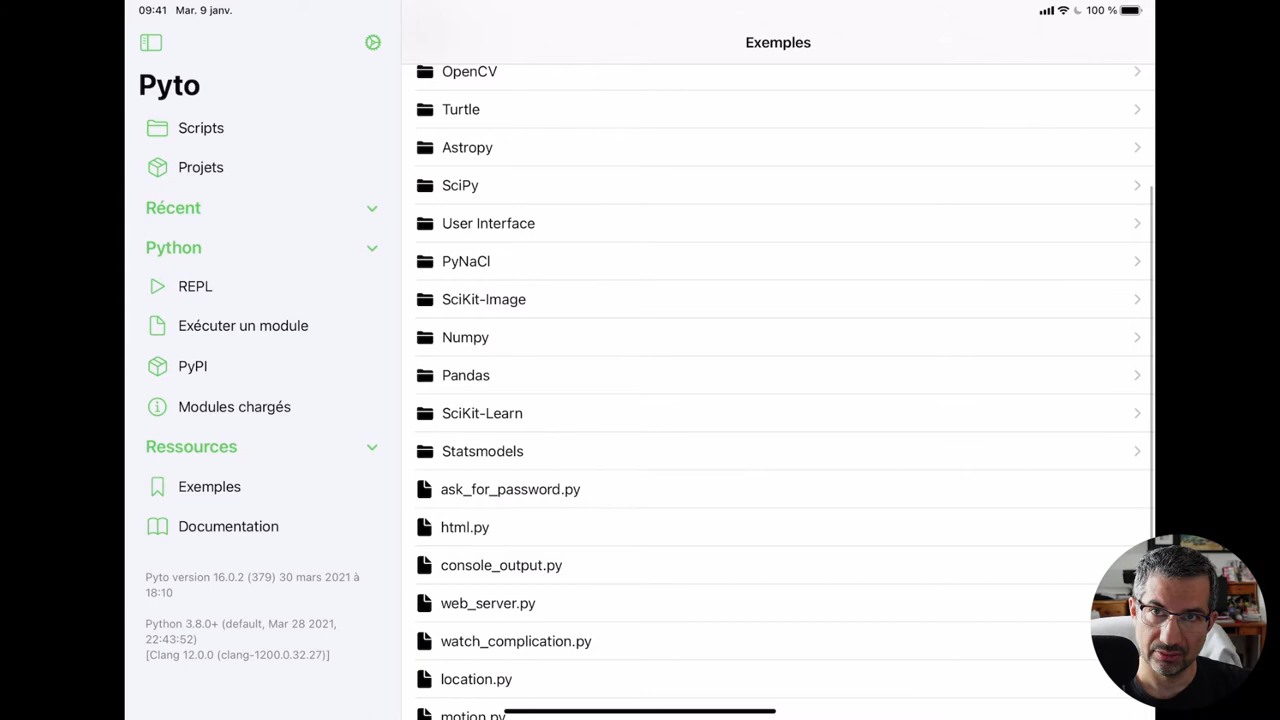 09:41 Mar. 9 janv.
100 %
Exemples
Pyto
Scripts
Projets
Récent
Python
REPL
Exécuter un module
PyPI
Modules chargés
Ressources
Exemples
Documentation
Pyto version 16.0.2 (379) 30 mars 2021 à
18:10
Python 3.8.0+ (default, Mar 28 2021,
22:43:52)
[Clang 12.0.0 (clang-1200.0.32.27)]
OpenCV
Turtle
Astropy
SciPy
User Interface
PyNaCl
SciKit-Image
Numpy
Pandas
SciKit-Learn
Statsmodels
ask_for_password.py
html.py
console_output.py
web_server.py
watch_complication.py
location.py
motion.py